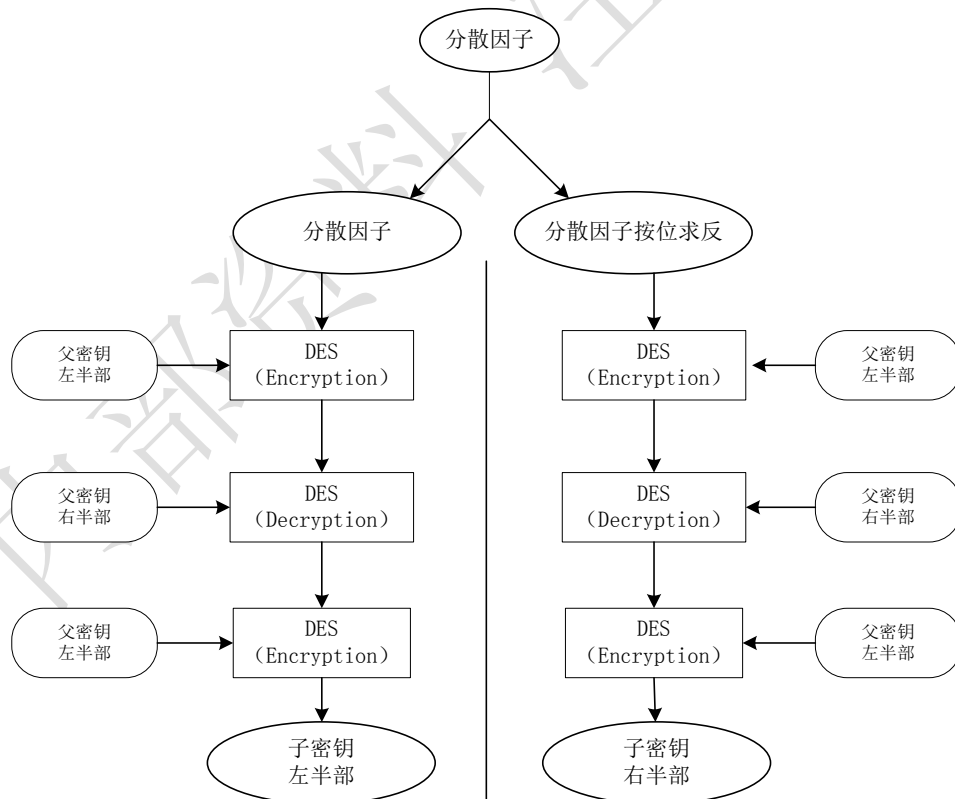 分散因子
分散因子
分散因子按位求反
父密钥
左半部
DES
（Encryption）
DES
（Encryption）
父密钥
左半部
父密钥
右半部
DES
（Decryption）
DES
（Decryption）
父密钥
右半部
父密钥
左半部
DES
（Encryption）
DES
（Encryption）
父密钥
左半部
子密钥
左半部
子密钥
右半部
内部资料